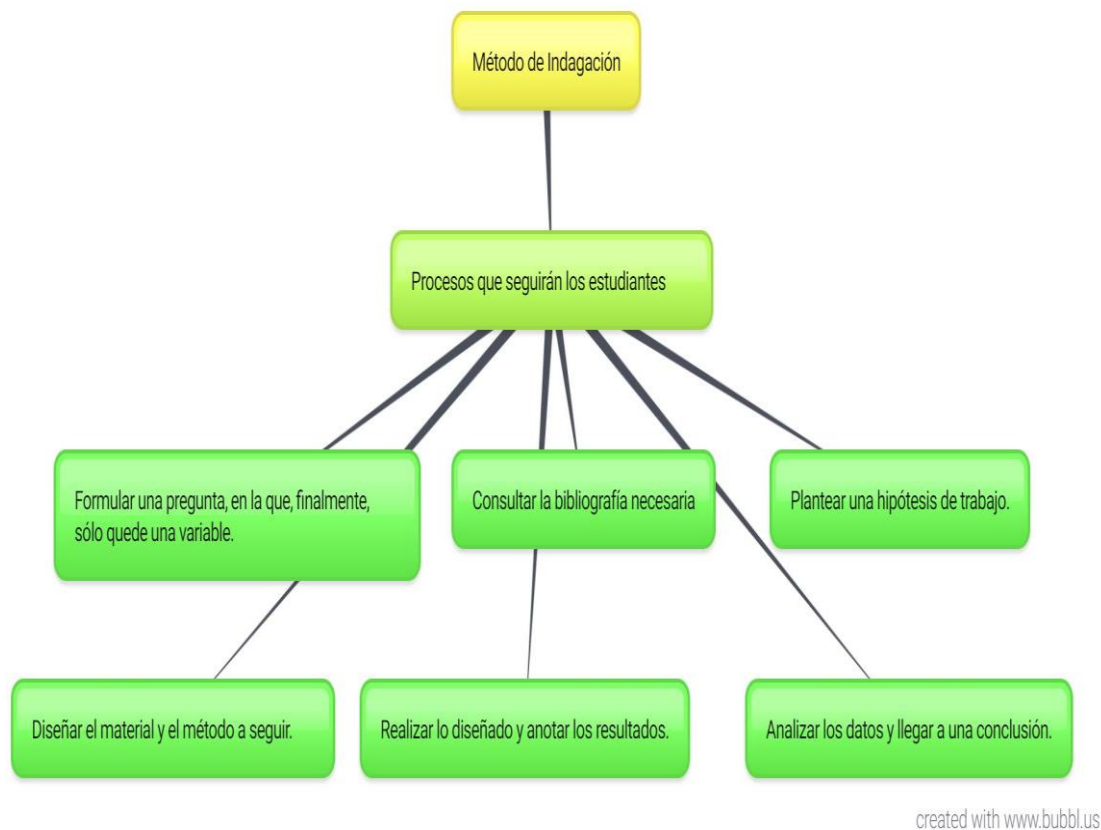 Método de Indagación
Procesos que seguirán los estudiantes
Formular una pregunta, en la que, finalmente,
sólo quede una variable.
Consultar la bibliografía necesaria
Plantear una hipótesis de trabajo.
Diseñar el material y el método a seguir.
Realizar lo diseñado y anotar los resultados.
Analizar los datos y llegar a una conclusión.
created with www.bubbl.us